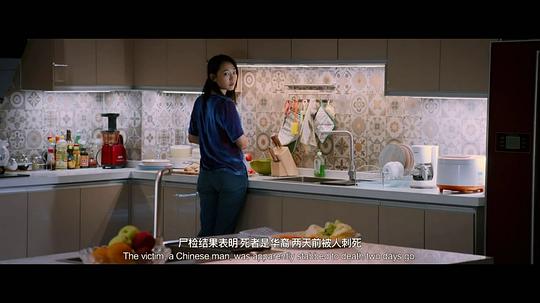 尸检结果表明 死者是华裔 两天前被人刺死
The victim, a Chinese man, was apparently stabbed to death two days go